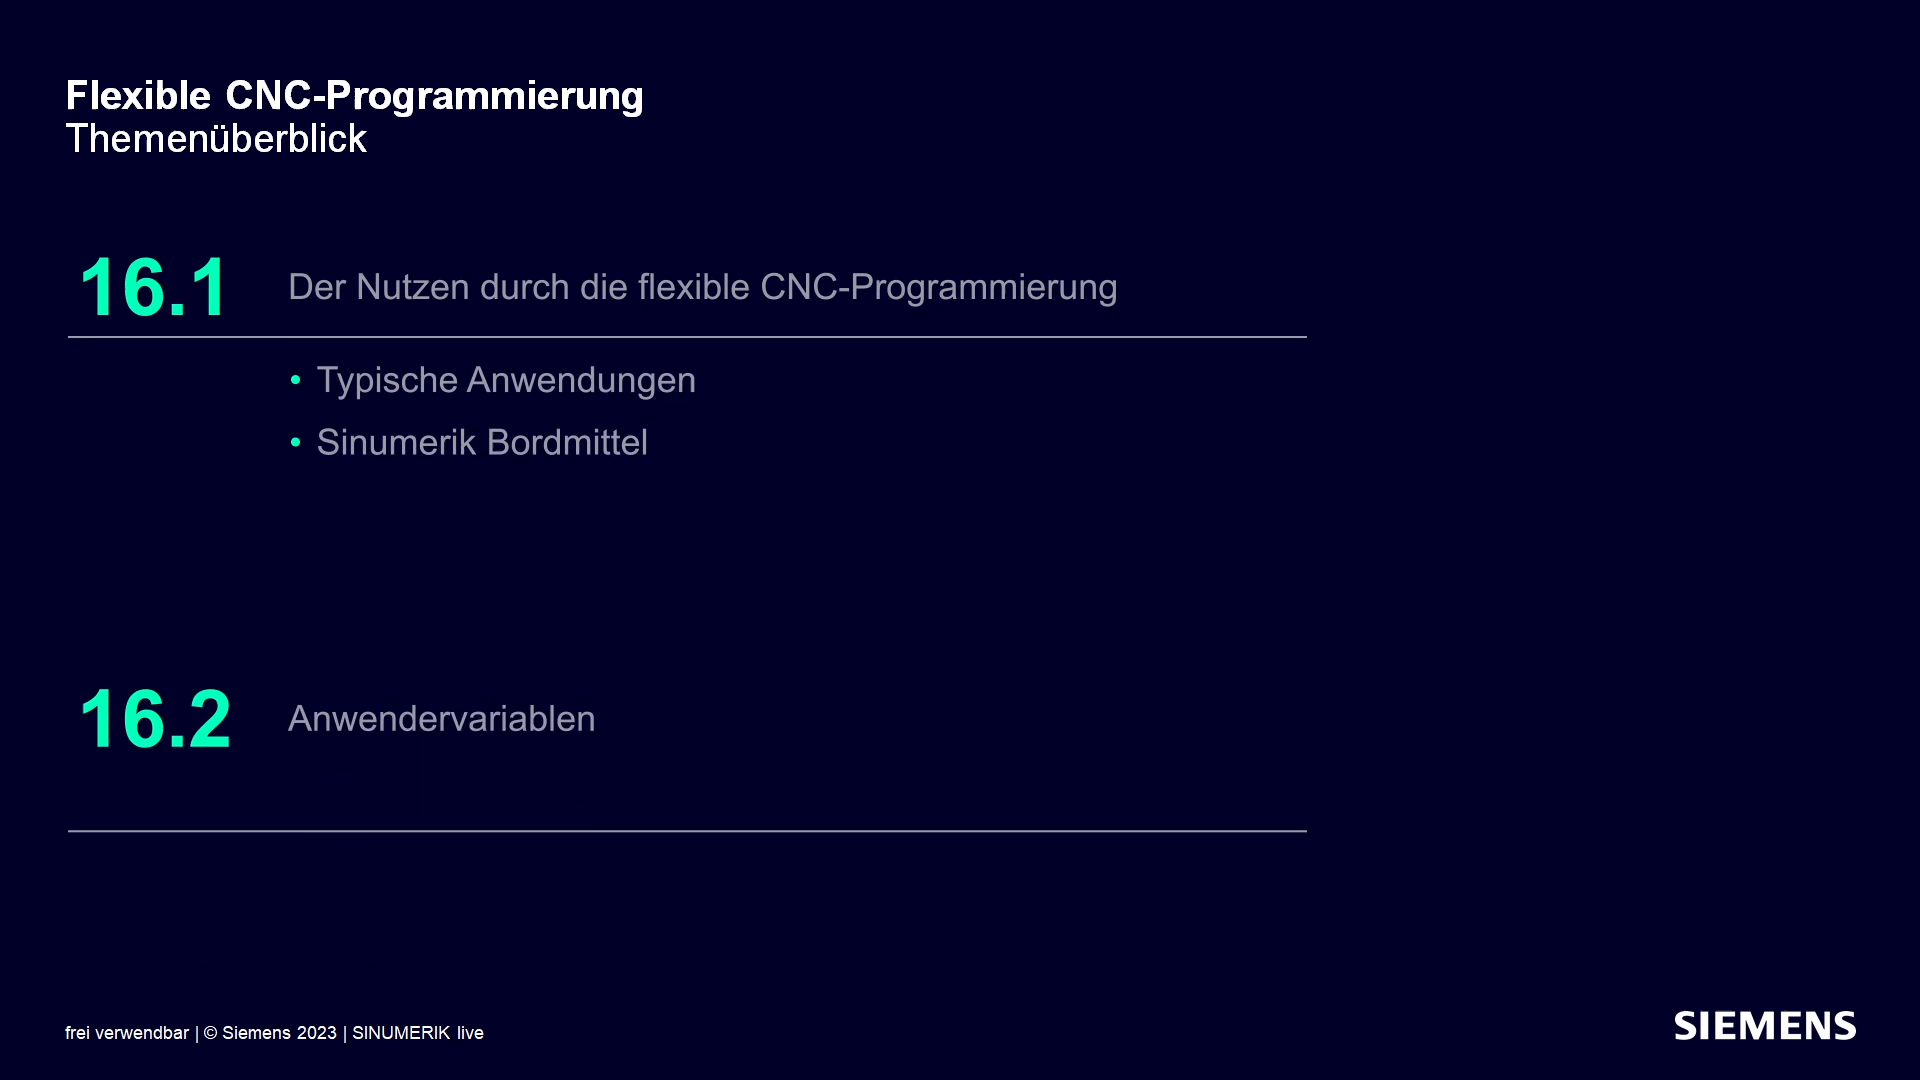 Flexible CNC-Programmierung
Themenüberblick
16.1 Der Nutzen durch die flexible CNC-Programmierung
• Typische Anwendungen
• Sinumerik Bordmittel
16.2 Anwendervariablen
frei verwendbar | © Siemens 2023 | SINUMERIK live
SIEMENS